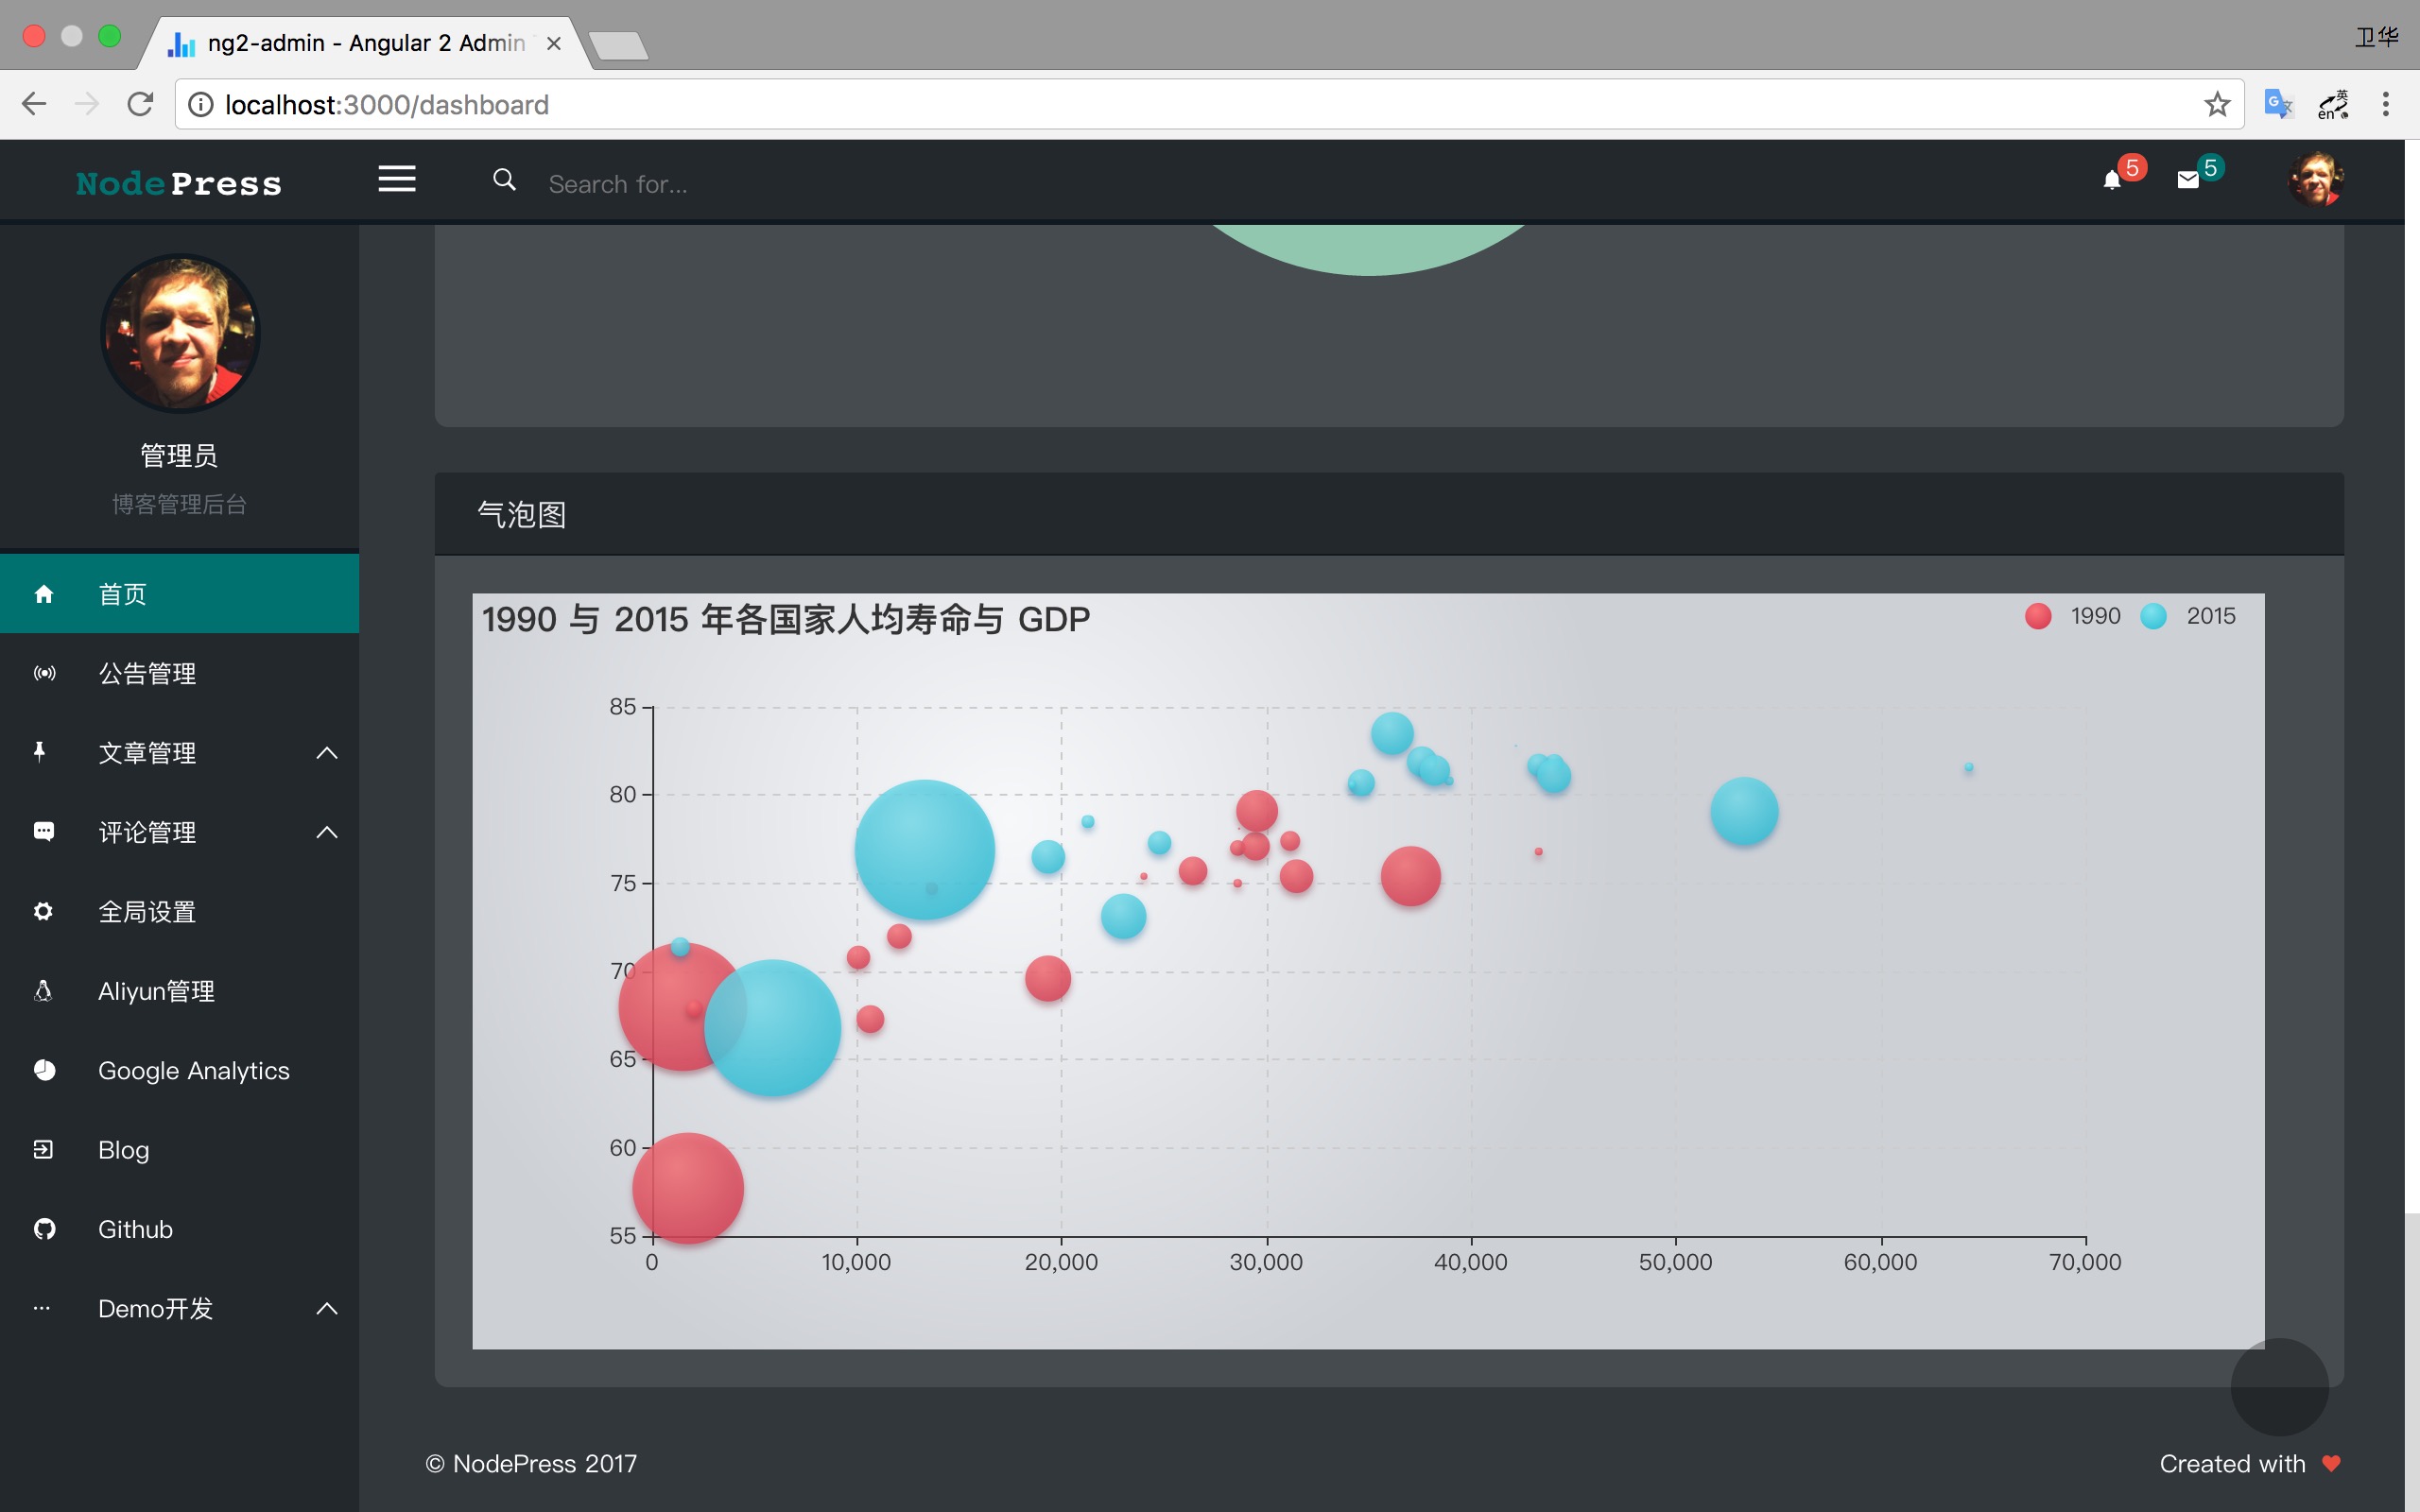 ng2-admin - Angular 2 Admin
卫华
localhost:3000/dashboard
英
en
NodePress
Search for...
5
5
管理员
博客管理后台
首页
公告管理
文章管理
评论管理
全局设置
Aliyun管理
Google Analytics
Blog
Github
Demo开发
气泡图
1990 与 2015 年各国家人均寿命与 GDP
1990
2015
85
80
75
70
65
60
55
0
10,000
20,000
30,000
40,000
50,000
60,000
70,000
© NodePress 2017
Created with